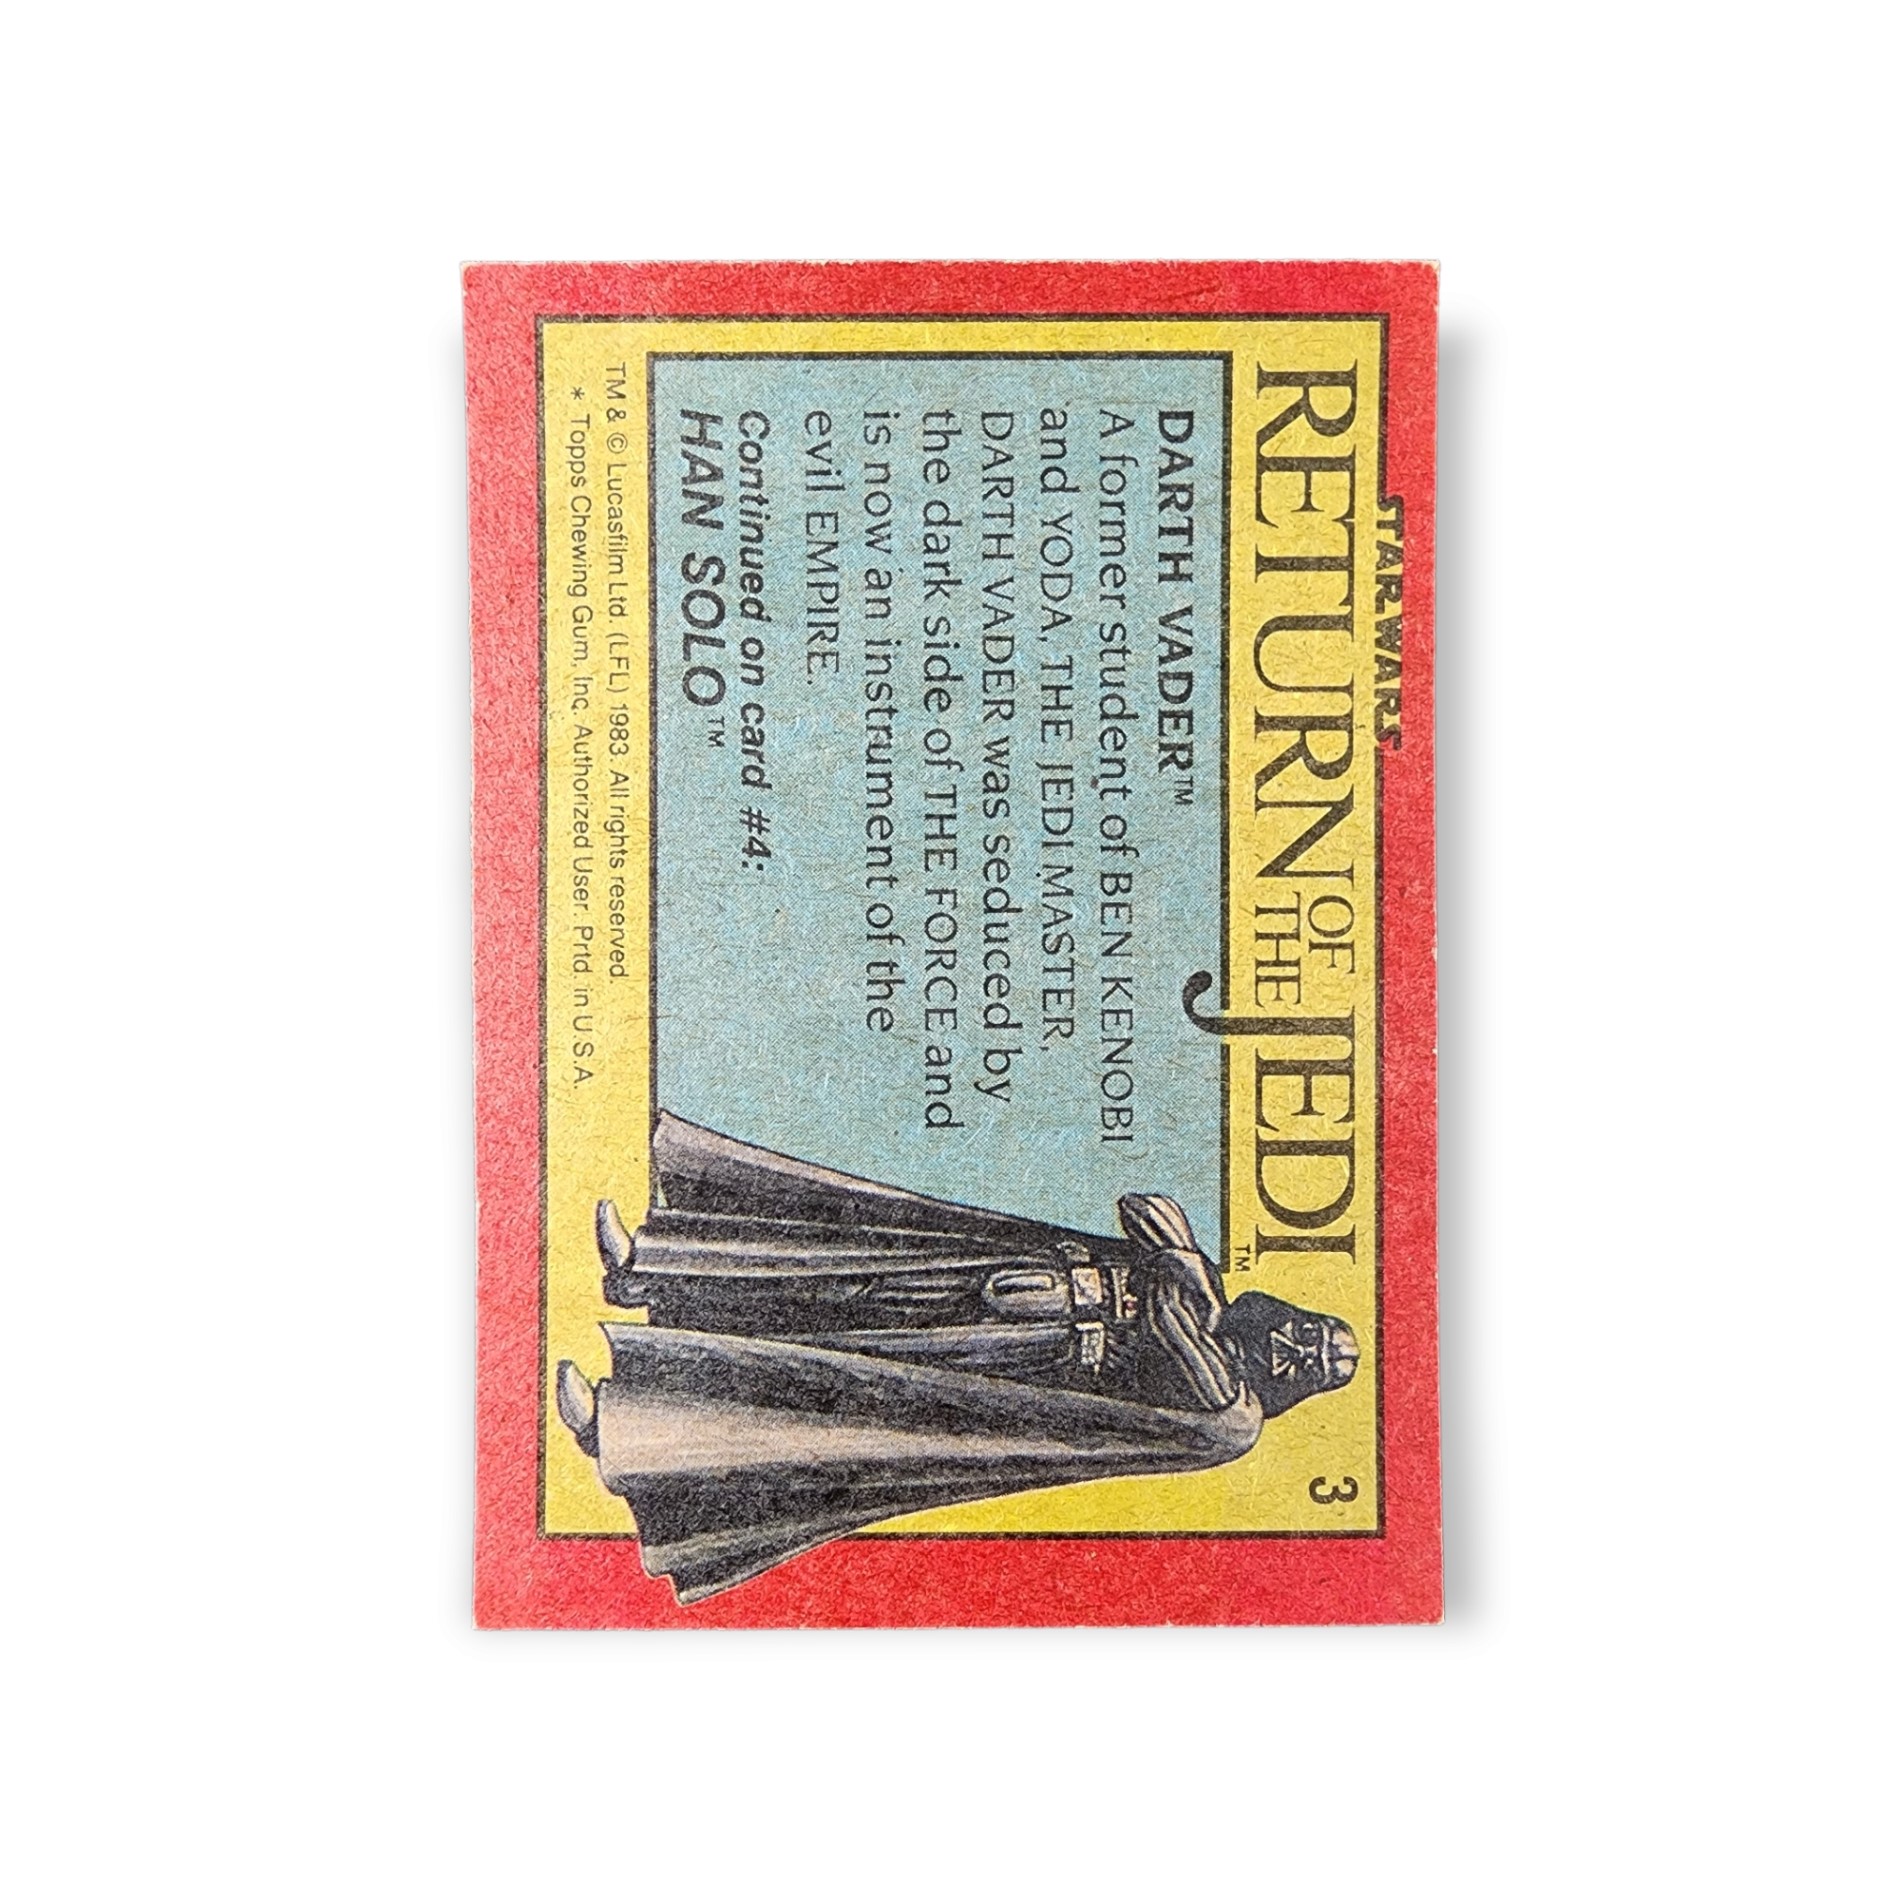 STAR WARS
RETURN OF THE JEDI™
3
DARTH VADER™
A former student of BEN KENOBI
and YODA, THE JEDI MASTER,
DARTH VADER was seduced by
the dark side of THE FORCE and
is now an instrument of the
evil EMPIRE.
Continued on card #4:
HAN SOLO™
TM & © Lucasfilm Ltd. (LFL) 1983. All rights reserved.
* Topps Chewing Gum, Inc. Authorized User. Prtd. in U.S.A.